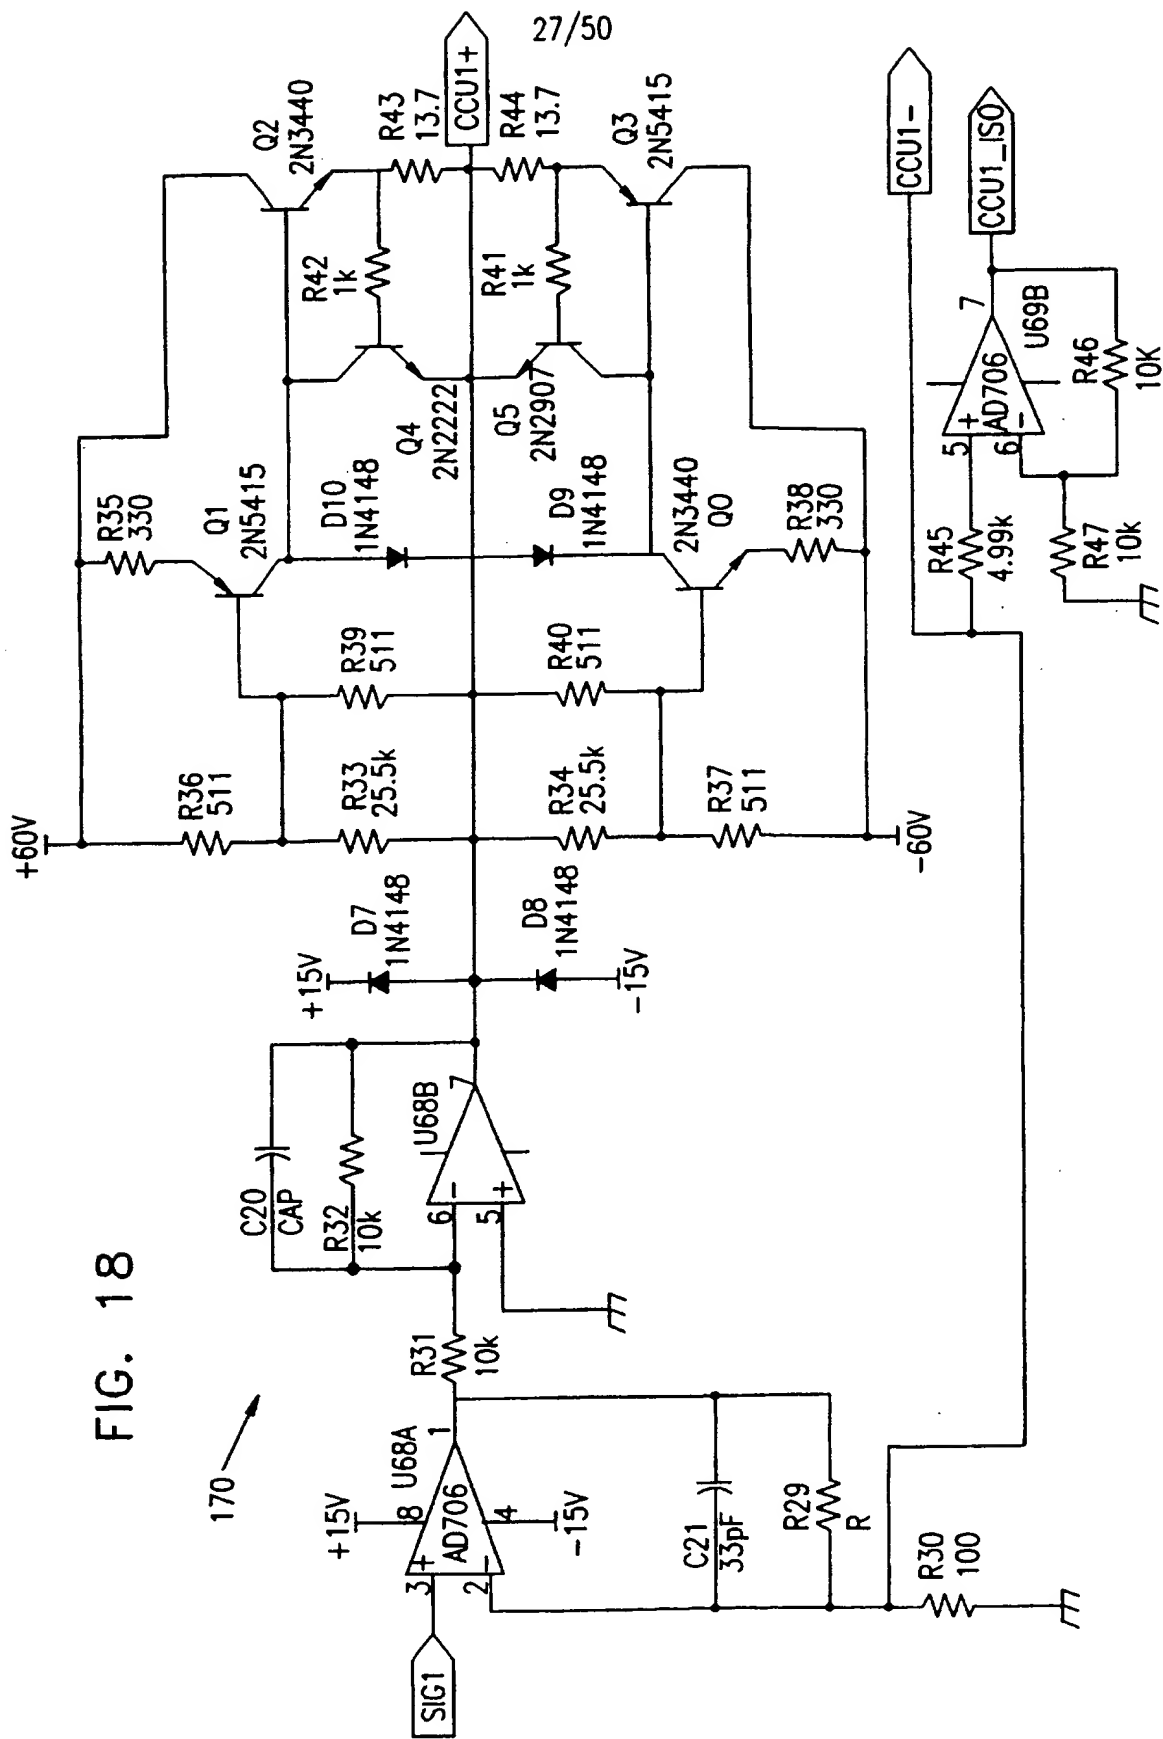 27/50
FIG. 18
170
SIG1
3
+
2
-
AD706
U68A
1
8
+15V
4
-15V
C21
33pF
R29
R
R30
100
R31
10k
C20
CAP
R32
10k
6
-
5
+
U68B
7
+15V
D7
1N4148
D8
1N4148
-15V
+60V
R36
511
R33
25.5k
R34
25.5k
R37
511
-60V
R39
511
R40
511
R35
330
Q1
2N5415
D10
1N4148
D9
1N4148
2N3440
Q0
R38
330
Q4
2N2222
Q5
2N2907
R42
1k
R41
1k
Q2
2N3440
R43
13.7
CCU1+
R44
13.7
Q3
2N5415
CCU1-
R45
4.99k
R47
10k
5
+
6
-
AD706
7
U69B
R46
10K
CCU1_ISO